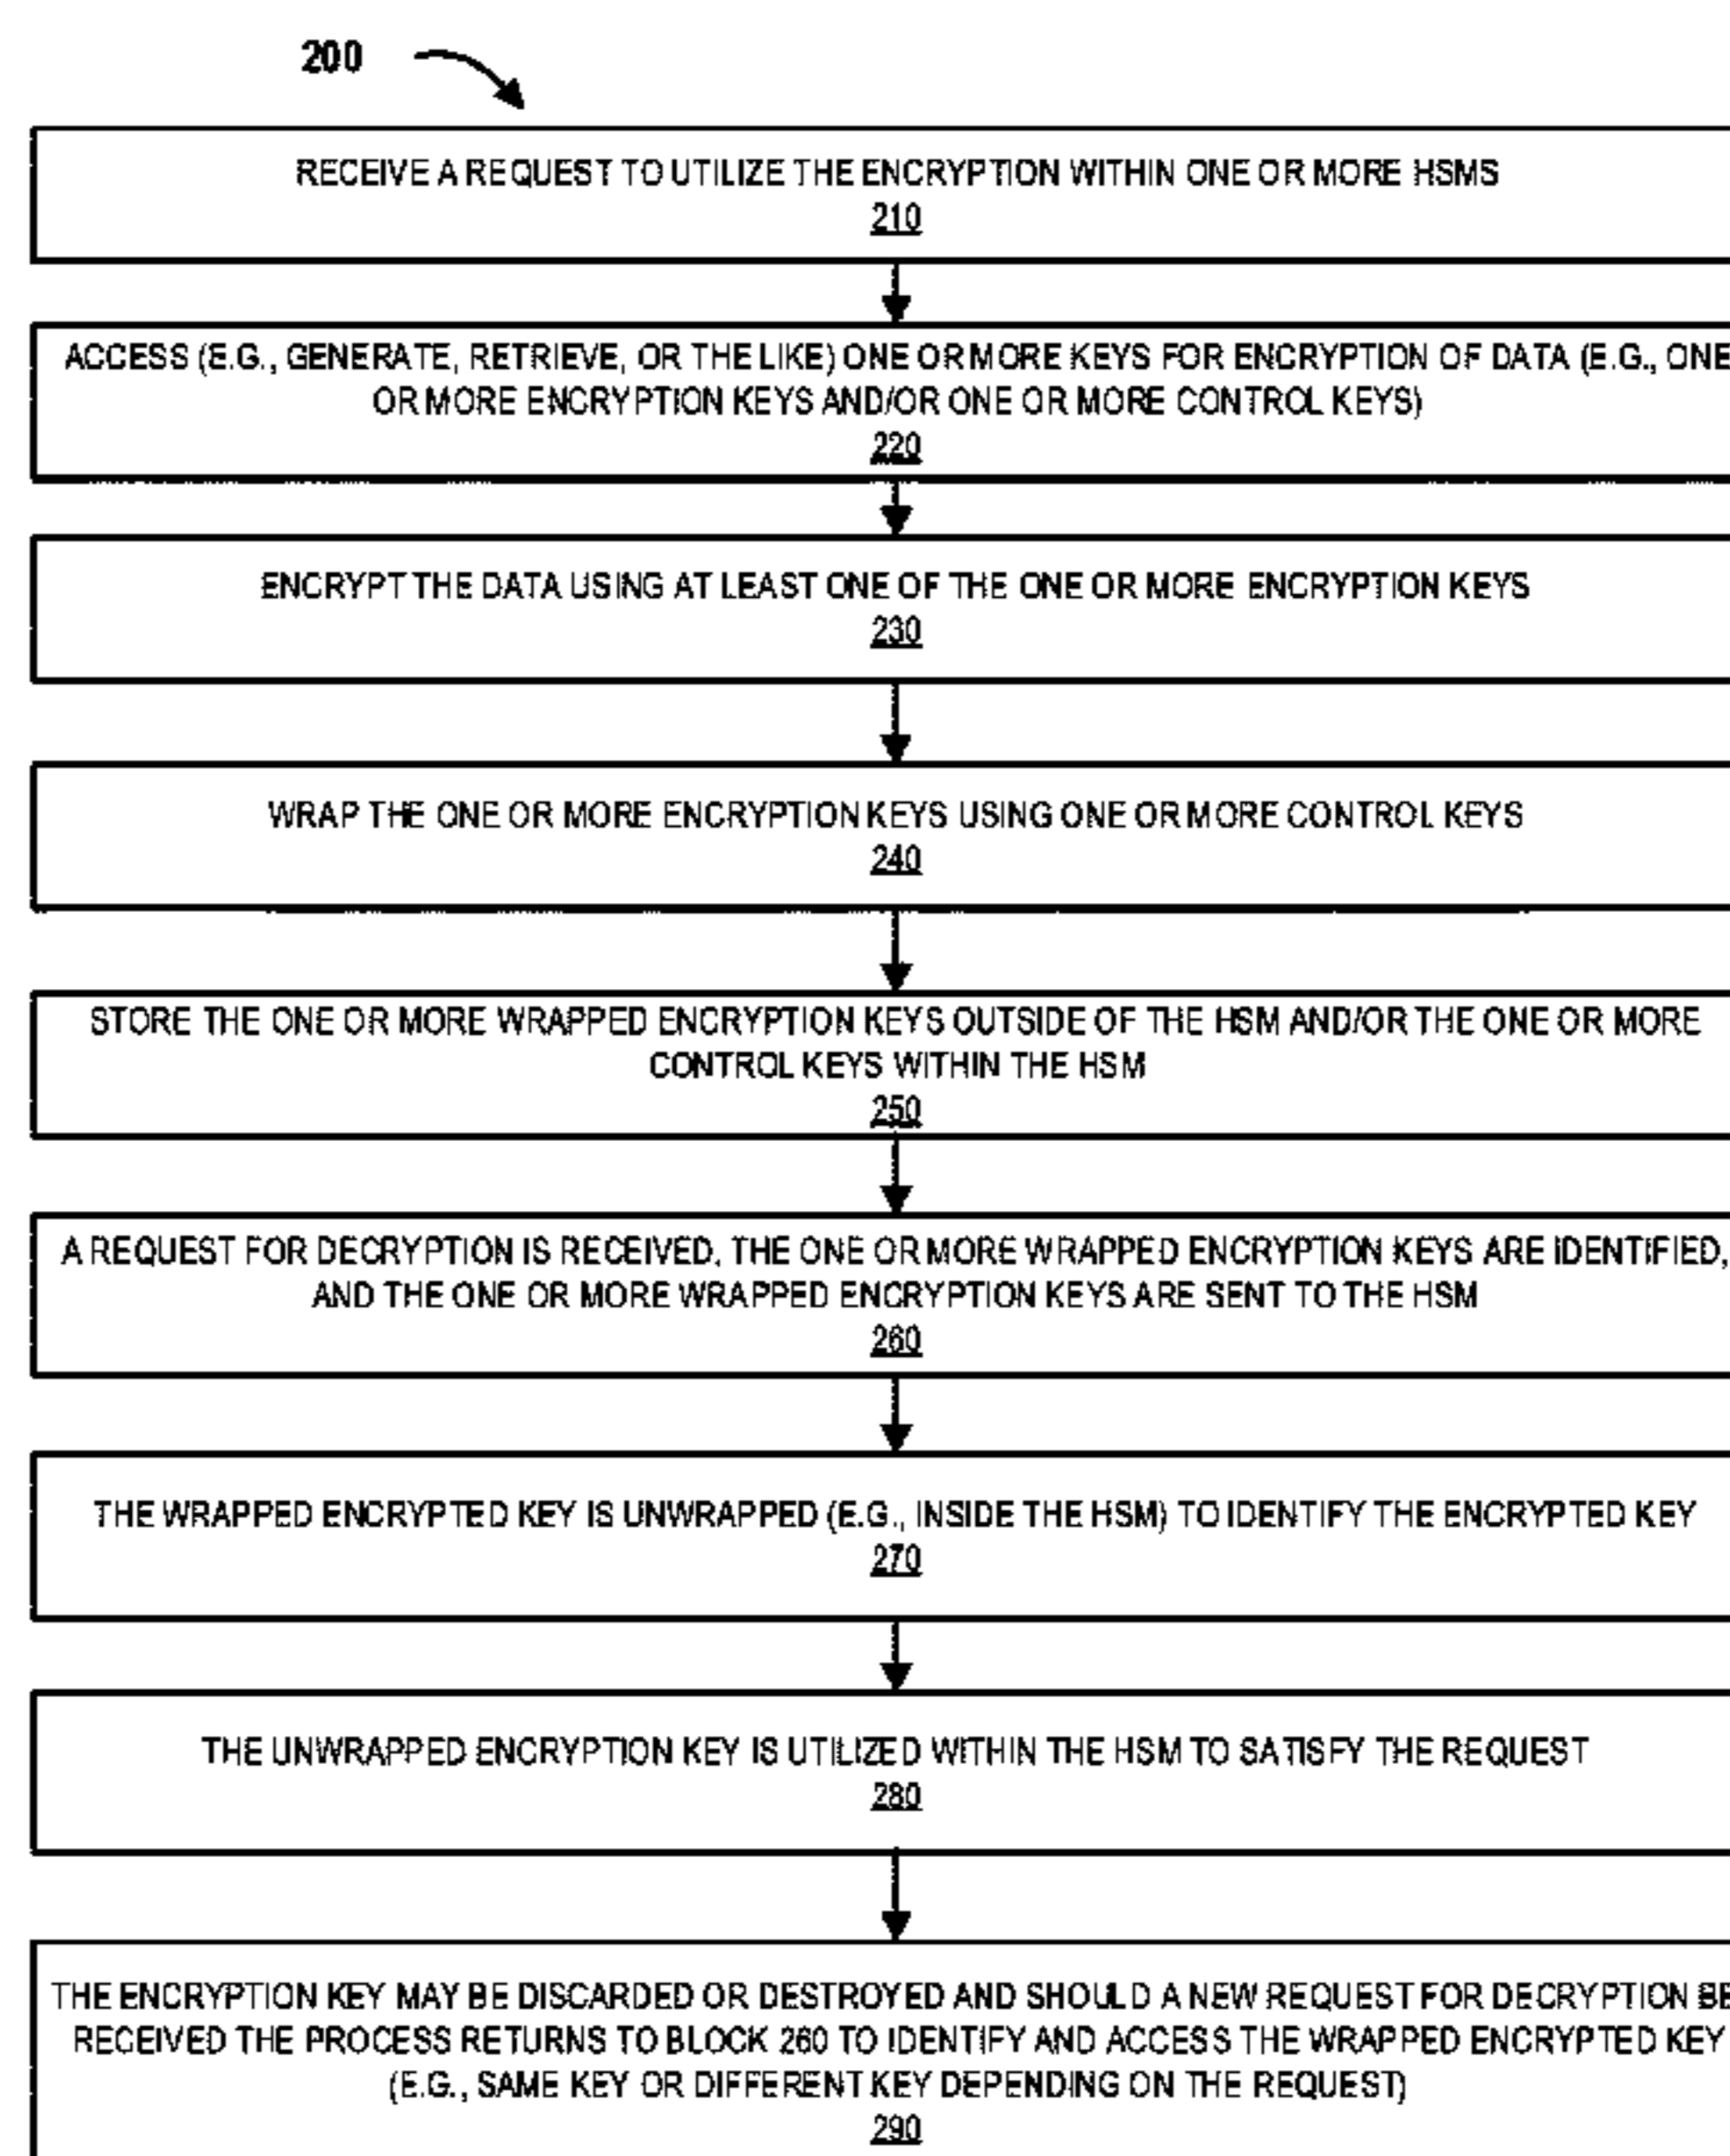 200
RECEIVE A REQUEST TO UTILIZE THE ENCRYPTION WITHIN ONE OR MORE HSMS
210
ACCESS (E.G., GENERATE, RETRIEVE, OR THE LIKE) ONE OR MORE KEYS FOR ENCRYPTION OF DATA (E.G., ONE
OR MORE ENCRYPTION KEYS AND/OR ONE OR MORE CONTROL KEYS)
220
ENCRYPT THE DATA USING AT LEAST ONE OF THE ONE OR MORE ENCRYPTION KEYS
230
WRAP THE ONE OR MORE ENCRYPTION KEYS USING ONE OR MORE CONTROL KEYS
240
STORE THE ONE OR MORE WRAPPED ENCRYPTION KEYS OUTSIDE OF THE HSM AND/OR THE ONE OR MORE
CONTROL KEYS WITHIN THE HSM
250
A REQUEST FOR DECRYPTION IS RECEIVED, THE ONE OR MORE WRAPPED ENCRYPTION KEYS ARE IDENTIFIED,
AND THE ONE OR MORE WRAPPED ENCRYPTION KEYS ARE SENT TO THE HSM
260
THE WRAPPED ENCRYPTED KEY IS UNWRAPPED (E.G., INSIDE THE HSM) TO IDENTIFY THE ENCRYPTED KEY
270
THE UNWRAPPED ENCRYPTION KEY IS UTILIZED WITHIN THE HSM TO SATISFY THE REQUEST
280
THE ENCRYPTION KEY MAY BE DISCARDED OR DESTROYED AND SHOULD A NEW REQUEST FOR DECRYPTION BE
RECEIVED THE PROCESS RETURNS TO BLOCK 260 TO IDENTIFY AND ACCESS THE WRAPPED ENCRYPTED KEY
(E.G., SAME KEY OR DIFFERENT KEY DEPENDING ON THE REQUEST)
290